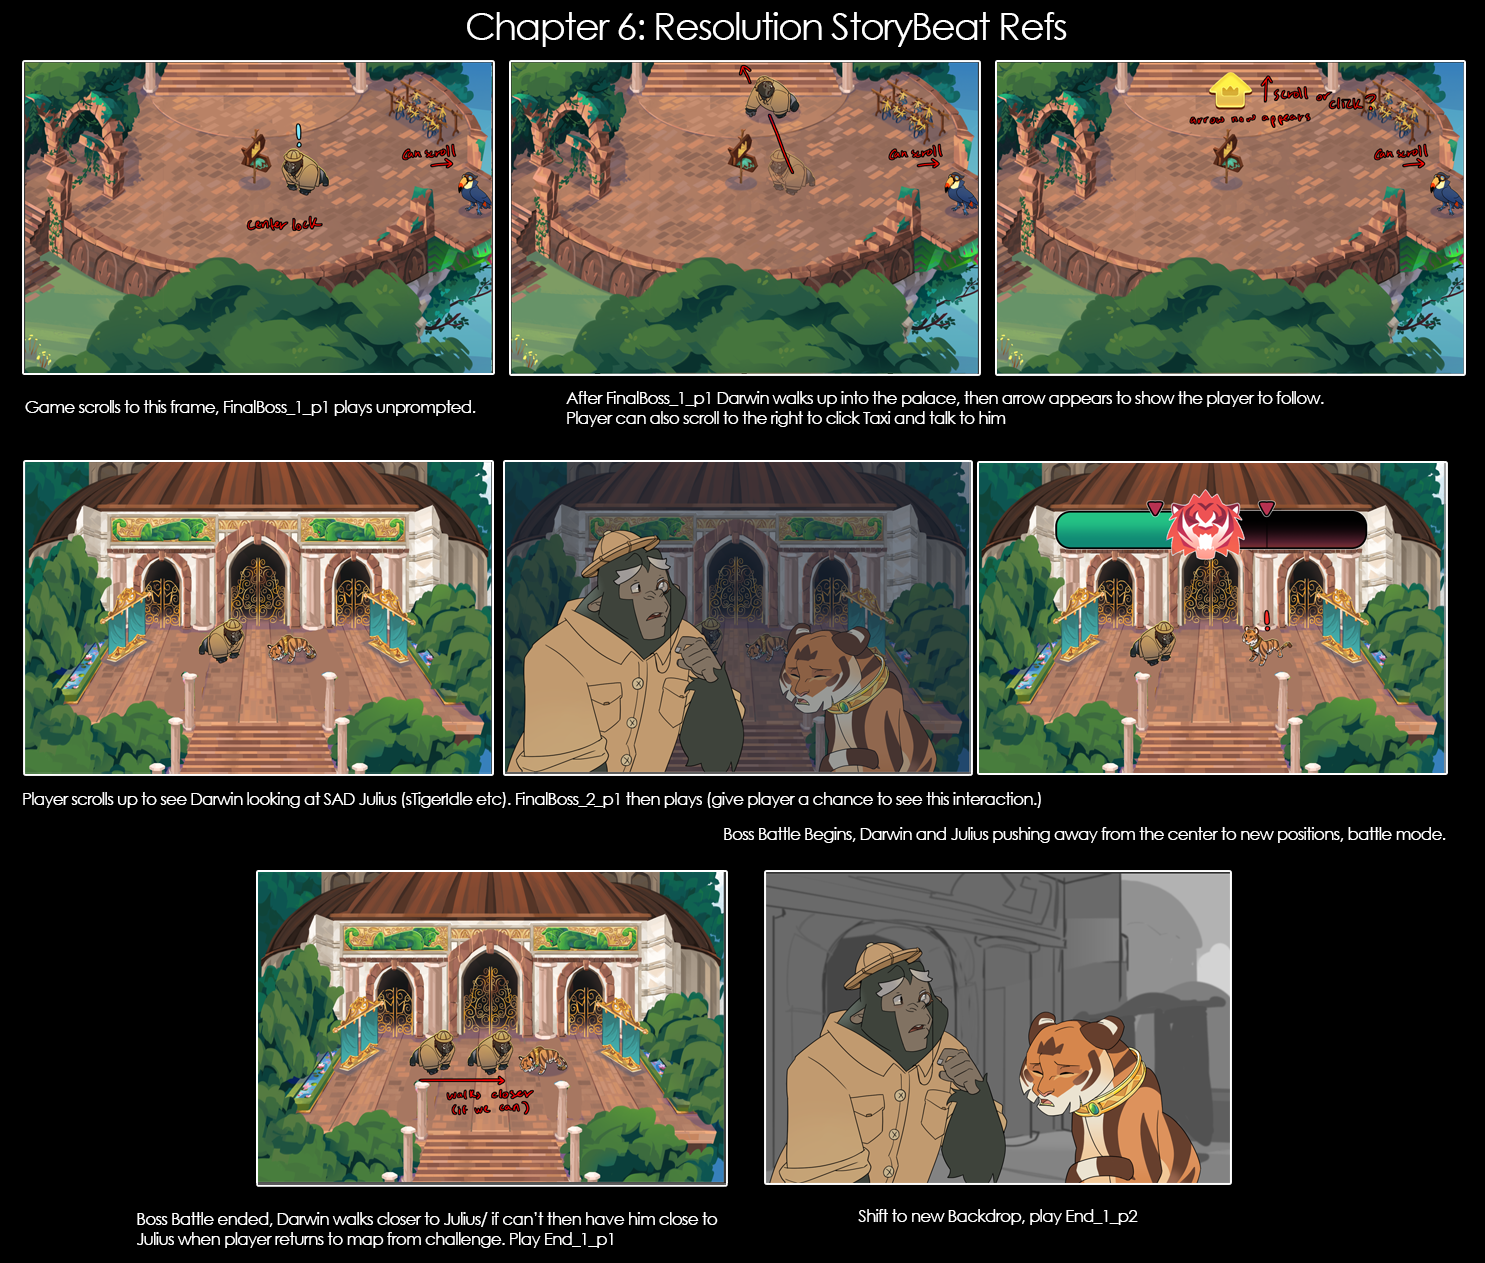 Chapter 6: Resolution StoryBeat Refs
can scroll
center lock
can scroll
scroll or click?
arrow now appears
can scroll
Game scrolls to this frame, FinalBoss_1_p1 plays unprompted.
After FinalBoss_1_p1 Darwin walks up into the palace, then arrow appears to show the player to follow.
Player can also scroll to the right to click Taxi and talk to him
Player scrolls up to see Darwin looking at SAD Julius (sTigerIdle etc). FinalBoss_2_p1 then plays (give player a chance to see this interaction.)
Boss Battle Begins, Darwin and Julius pushing away from the center to new positions, battle mode.
walks closer
(if we can)
Boss Battle ended, Darwin walks closer to Julius/ if can't then have him close to
Julius when player returns to map from challenge. Play End_1_p1
Shift to new Backdrop, play End_1_p2